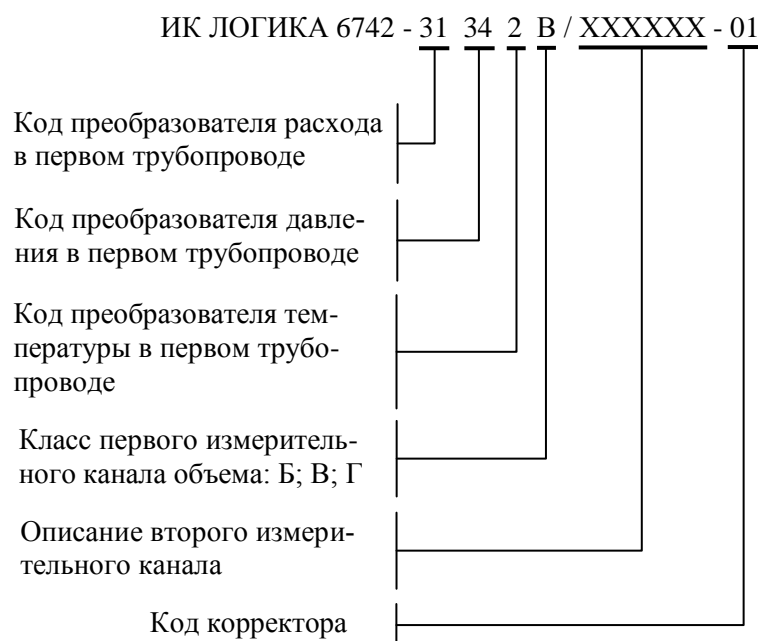 ИК ЛОГИКА 6742 - 31 34 2 В / ХХХХХХ - 01
Код преобразователя расхода
в первом трубопроводе
Код преобразователя давле-
ния в первом трубопроводе
Код преобразователя тем-
пературы в первом трубо-
проводе
Класс первого измеритель-
ного канала объема: Б; В; Г
Описание второго измери-
тельного канала
Код корректора